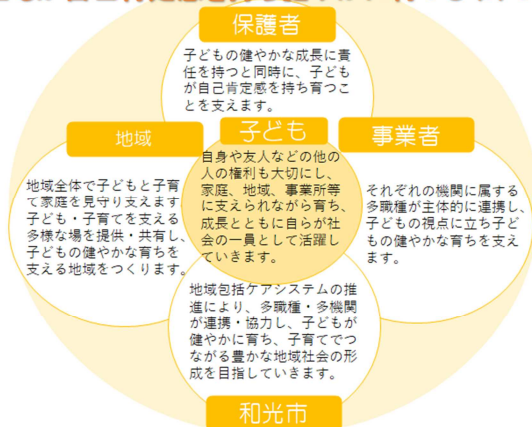 保護者
子どもの健やかな成長に責
任を持つと同時に、子ども
が自己肯定感を持ち育つこ
とを支えます。
地域
子ども
事業者
地域全体で子どもと子育
て家庭を見守り支えます
子ども・子育てを支える
多様な場を提供・共有し、
子どもの健やかな育ちを
支える地域をつくります。
自身や友人などの他の
人の権利も大切にし、
家庭、地域、事業所等
に支えられながら育ち、
成長とともに自らが社
会の一員として活躍し
ていきます。
それぞれの機関に属する
多職種が主体的に連携し、
子どもの視点に立ち子ど
もの健やかな育ちを支え
ます。
地域包括ケアシステムの推
進により、多職種・多機関
が連携・協力し、子どもが
健やかに育ち、子育てでつ
ながる豊かな地域社会の形
成を目指していきます。
和光市